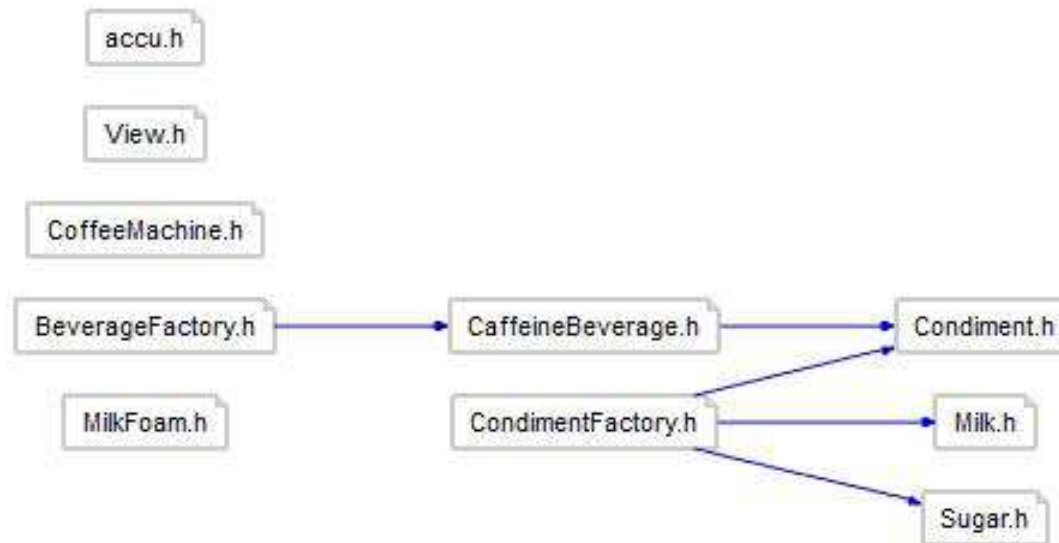 accu.h
View.h
CoffeeMachine.h
BeverageFactory.h
CaffeineBeverage.h
Condiment.h
MilkFoam.h
CondimentFactory.h
Milk.h
Sugar.h